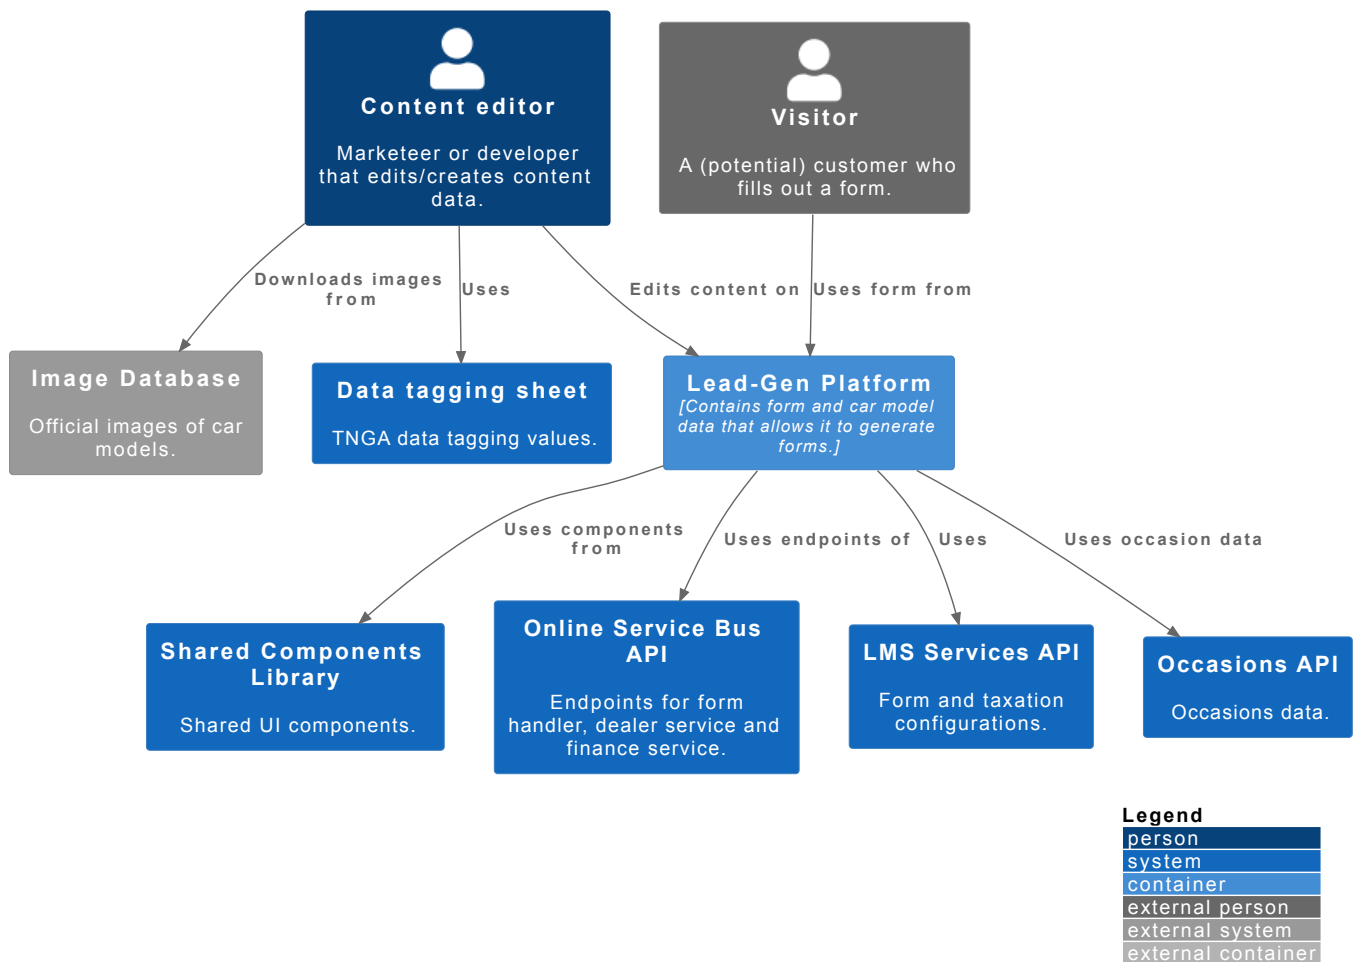 Content editor
Marketeer or developer
that edits/creates content
data.
Visitor
A (potential) customer who
fills out a form.
Downloads images
from
Uses
Edits content on
Uses form from
Image Database
Official images of car
models.
Data tagging sheet
TNGA data tagging values.
Lead-Gen Platform
[Contains form and car model
data that allows it to generate
forms.]
Uses components
from
Uses endpoints of
Uses
Uses occasion data
Shared Components
Library
Shared UI components.
Online Service Bus
API
Endpoints for form
handler, dealer service and
finance service.
LMS Services API
Form and taxation
configurations.
Occasions API
Occasions data.
Legend
person
system
container
external person
external system
external container